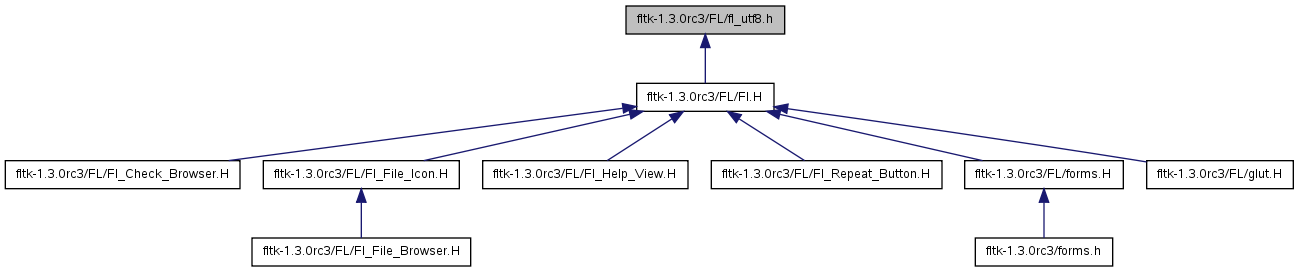 fltk-1.3.0rc3/FL/fl_utf8.h
fltk-1.3.0rc3/FL/Fl.H
fltk-1.3.0rc3/FL/Fl_Check_Browser.H
fltk-1.3.0rc3/FL/Fl_File_Icon.H
fltk-1.3.0rc3/FL/Fl_Help_View.H
fltk-1.3.0rc3/FL/Fl_Repeat_Button.H
fltk-1.3.0rc3/FL/forms.H
fltk-1.3.0rc3/FL/glut.H
fltk-1.3.0rc3/FL/Fl_File_Browser.H
fltk-1.3.0rc3/forms.h